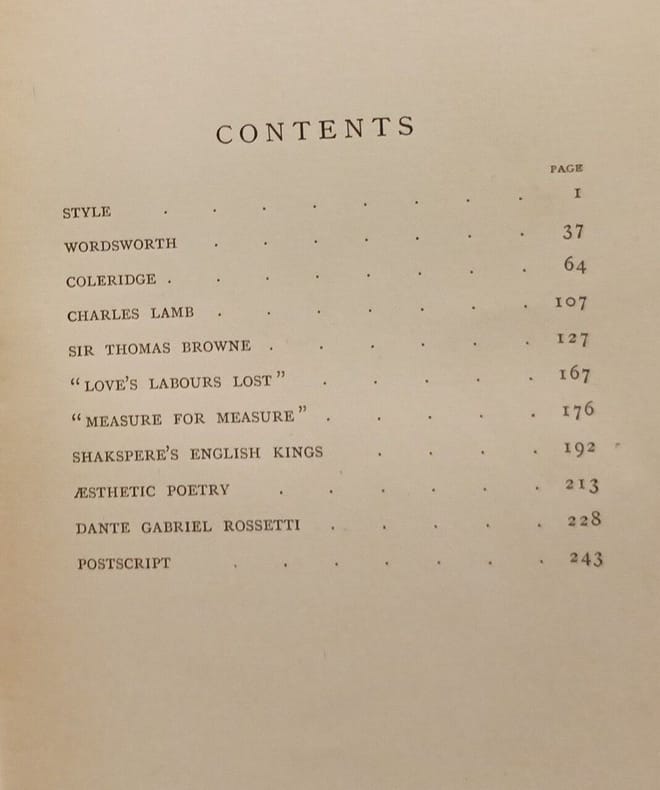 CONTENTS
PAGE
STYLE . . . . . . . . 1
WORDSWORTH . . . . . . . 37
COLERIDGE . . . . . . . . 64
CHARLES LAMB . . . . . . . 107
SIR THOMAS BROWNE . . . . . . 127
“LOVE’S LABOURS LOST” . . . . . 167
“MEASURE FOR MEASURE” . . . . . 176
SHAKSPERE’S ENGLISH KINGS . . . . 192
ÆSTHETIC POETRY . . . . . . 213
DANTE GABRIEL ROSSETTI . . . . . 228
POSTSCRIPT . . . . . . . 243